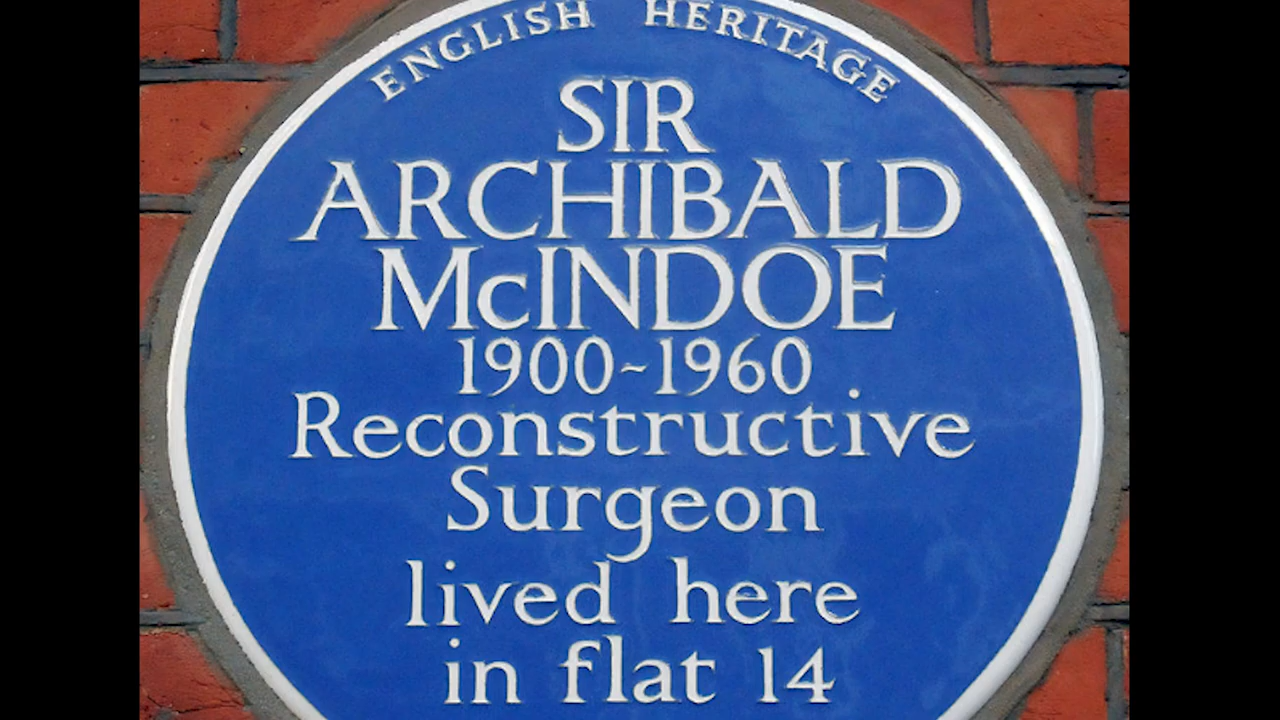 ENGLISH HERITAGE
SIR
ARCHIBALD
McINDOE
1900~1960
Reconstructive
Surgeon
lived here
in flat 14